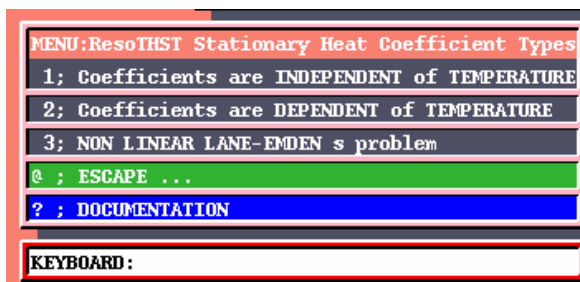 MENU:ResoTHST Stationary Heat Coefficient Types
1; Coefficients are INDEPENDENT of TEMPERATURE
2; Coefficients are DEPENDENT of TEMPERATURE
3; NON LINEAR LANE-EMDEN s problem
@ ; ESCAPE ...
? ; DOCUMENTATION
KEYBOARD: